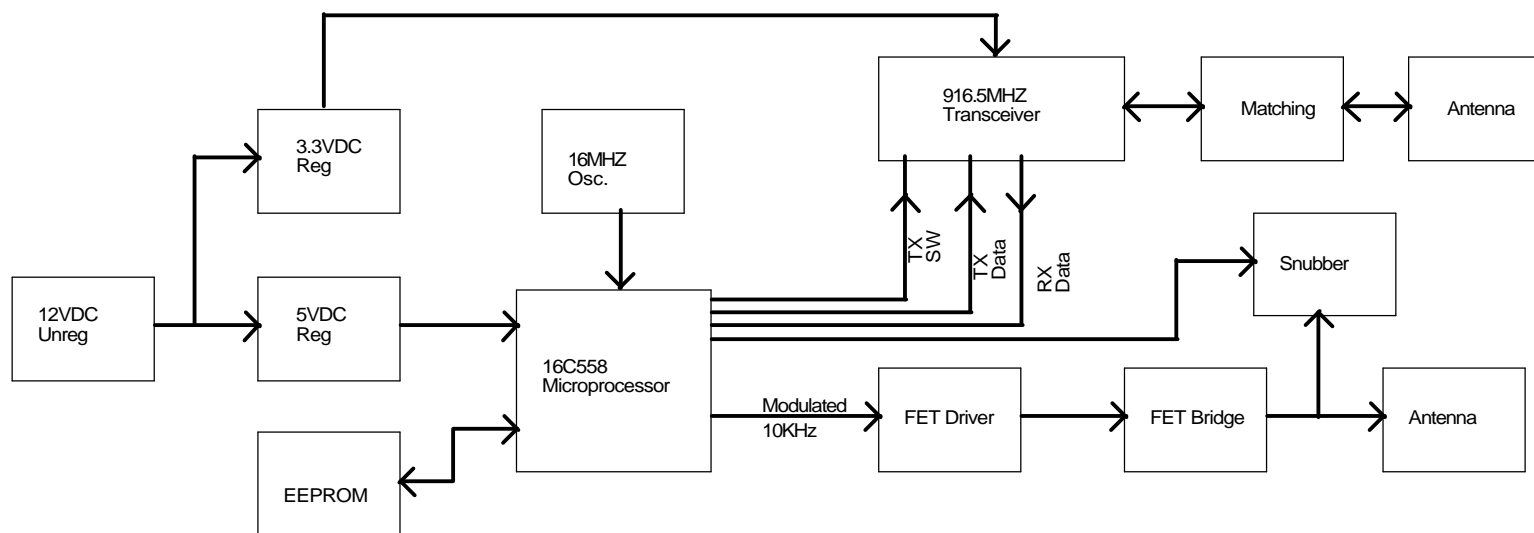 916.5MHZ
Transceiver
Matching
Antenna
3.3VDC
Reg
16MHZ
Osc.
TX
SW
TX
Data
RX
Data
Snubber
12VDC
Unreg
5VDC
Reg
16C558
Microprocessor
Modulated
10KHz
FET Driver
FET Bridge
Antenna
EEPROM